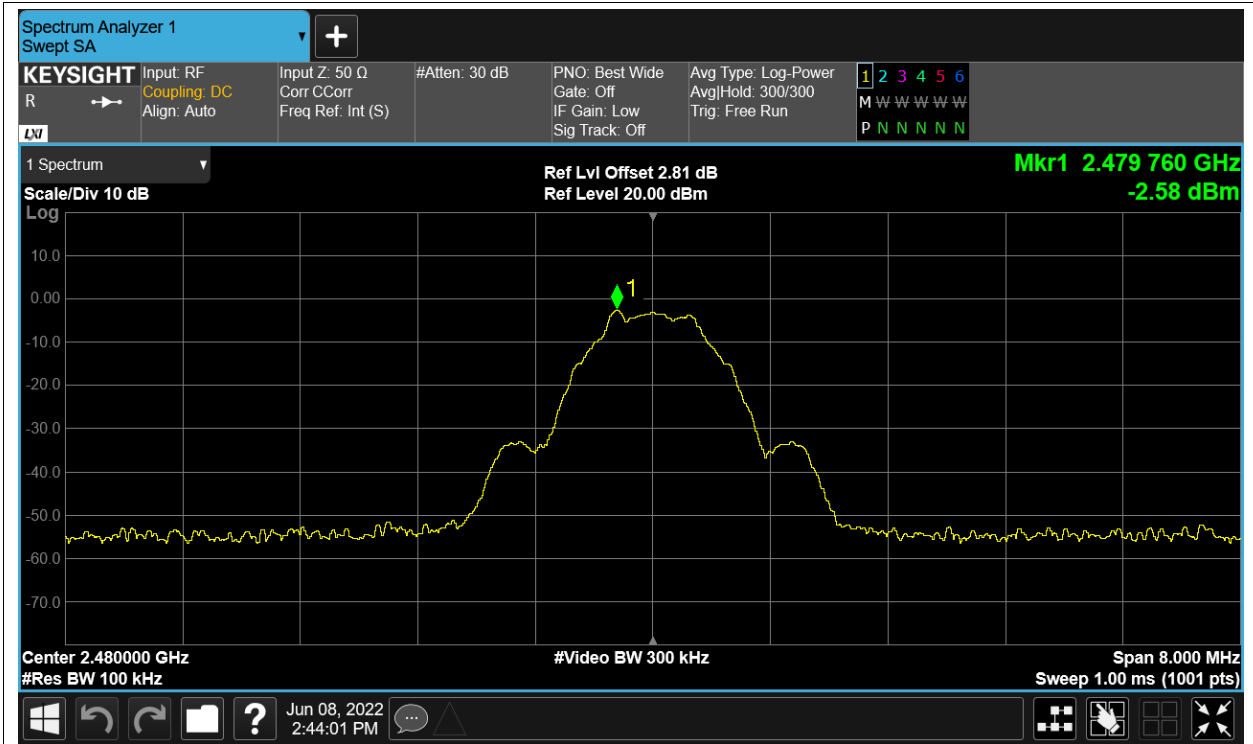 Spectrum Analyzer 1
Swept SA
KEYSIGHT
R
LXI
Input: RF
Coupling: DC
Align: Auto
Input Z: 50 Ω
Corr CCorr
Freq Ref: Int (S)
#Atten: 30 dB
PNO: Best Wide
Gate: Off
IF Gain: Low
Sig Track: Off
Avg Type: Log-Power
Avg|Hold: 300/300
Trig: Free Run
1 2 3 4 5 6
M W W W W W W
P N N N N N
1 Spectrum
Scale/Div 10 dB
Log
Ref Lvl Offset 2.81 dB
Ref Level 20.00 dBm
Mkr1 2.479 760 GHz
-2.58 dBm
1
10.0
0.00
-10.0
-20.0
-30.0
-40.0
-50.0
-60.0
-70.0
Center 2.480000 GHz
#Res BW 100 kHz
#Video BW 300 kHz
Span 8.000 MHz
Sweep 1.00 ms (1001 pts)
?
Jun 08, 2022
2:44:01 PM